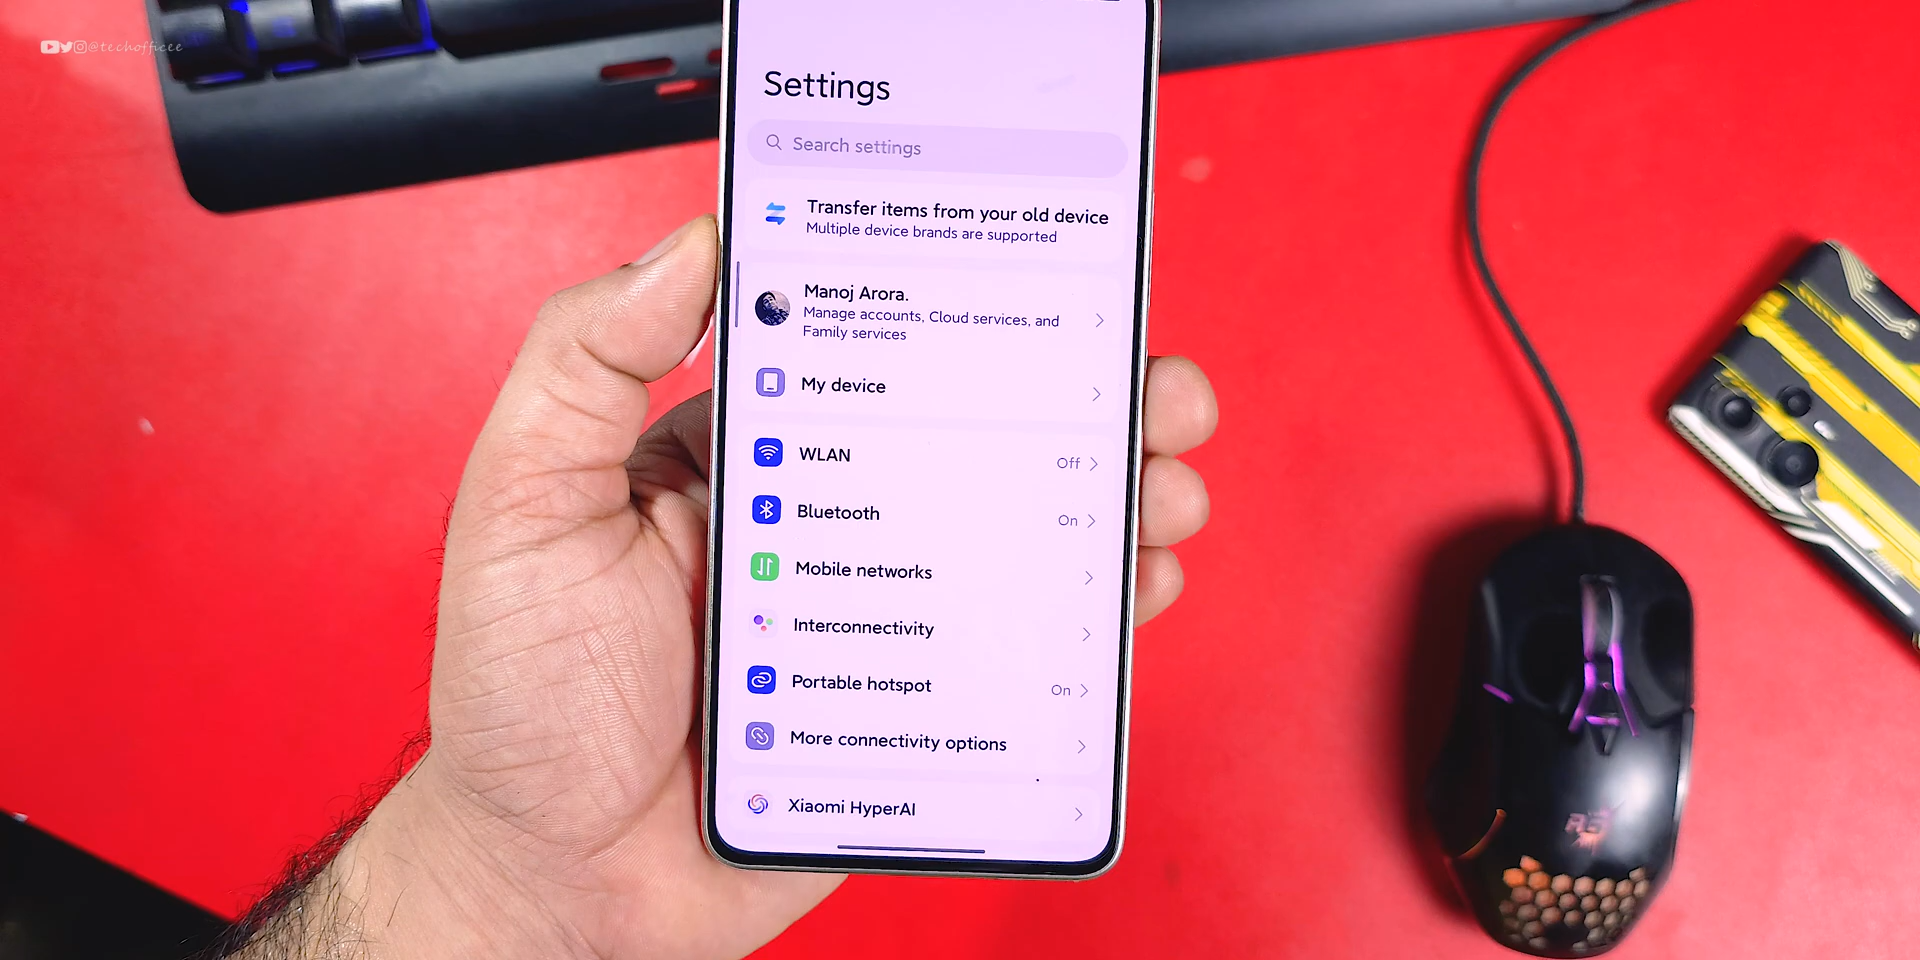 @techofficee
Settings
Search settings
Transfer items from your old device
Multiple device brands are supported
Manoj Arora.
Manage accounts, Cloud services, and
Family services
My device
WLAN Off
Bluetooth On
Mobile networks
Interconnectivity
Portable hotspot On
More connectivity options
Xiaomi HyperAI